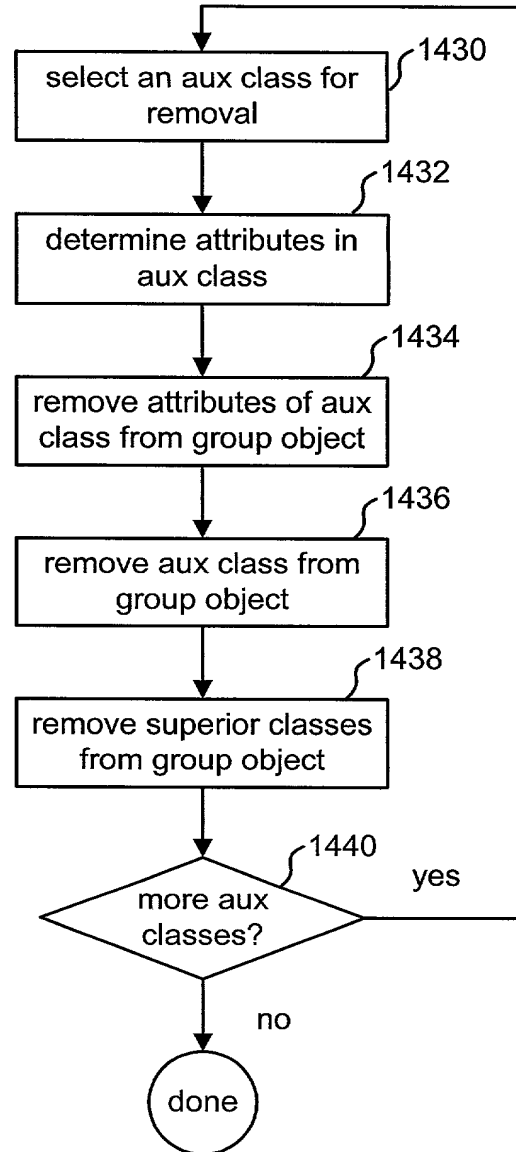 1430
select an aux class for
removal
1432
determine attributes in
aux class
1434
remove attributes of aux
class from group object
1436
remove aux class from
group object
1438
remove superior classes
from group object
1440
more aux
classes?
yes
no
done